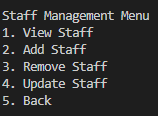 Staff Management Menu
1. View Staff
2. Add Staff
3. Remove Staff
4. Update Staff
5. Back